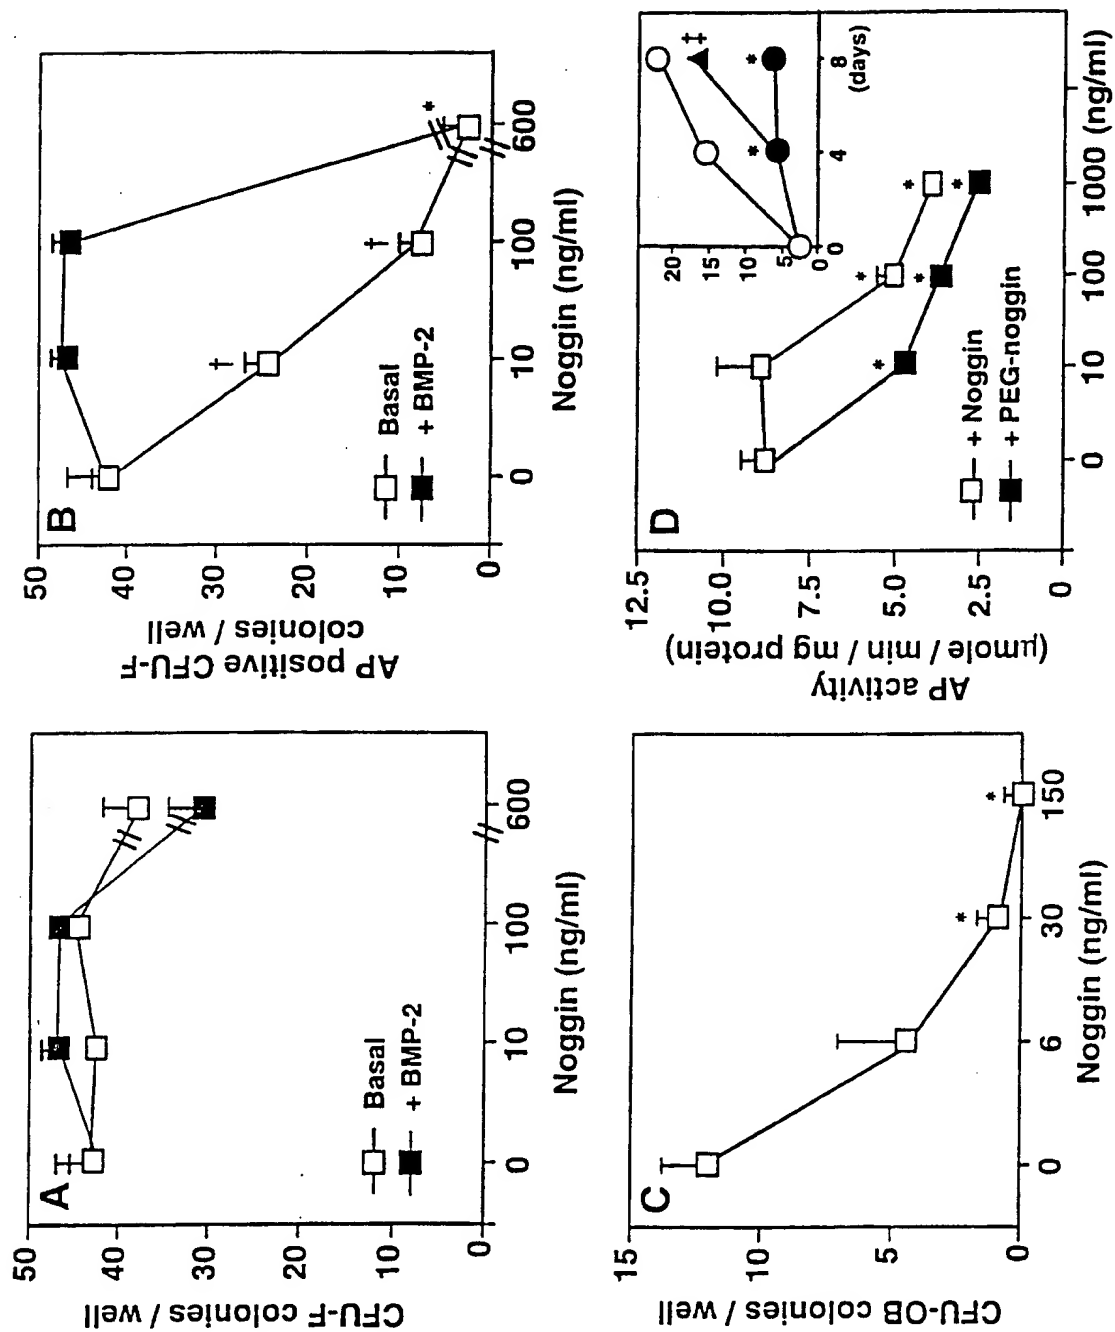 A
50
40
30
20
10
0
CFU-F colonies / well
Basal
+ BMP-2
0
10
100
600
Noggin (ng/ml)
B
50
40
30
20
10
0
AP positive CFU-F
colonies / well
†
†
*
Basal
+ BMP-2
0
10
100
600
Noggin (ng/ml)
C
15
10
5
0
CFU-OB colonies / well
*
*
0
6
30
150
Noggin (ng/ml)
D
12.5
10.0
7.5
5.0
2.5
0
AP activity
(µmole / min / mg protein)
*
*
*
*
*
+ Noggin
+ PEG-noggin
0
10
100
1000 (ng/ml)
20
15
10
5
0
‡
*
*
0
4
8
(days)